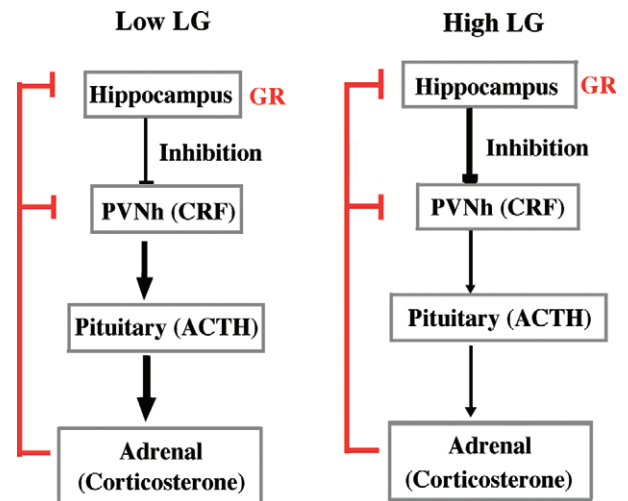 Low LG
Hippocampus GR
Inhibition
PVNh (CRF)
Pituitary (ACTH)
Adrenal
(Corticosterone)
High LG
Hippocampus GR
Inhibition
PVNh (CRF)
Pituitary (ACTH)
Adrenal
(Corticosterone)